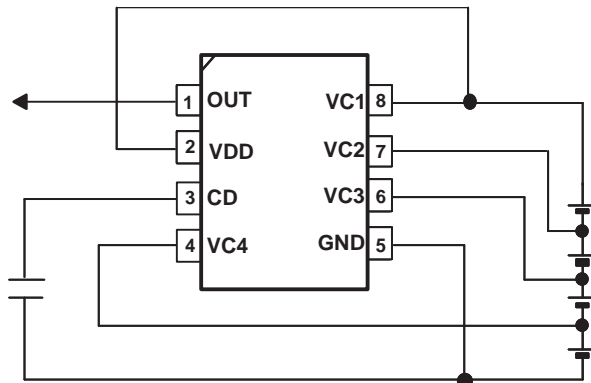 1 OUT VC1 8
2 VDD VC2 7
3 CD VC3 6
4 VC4 GND 5